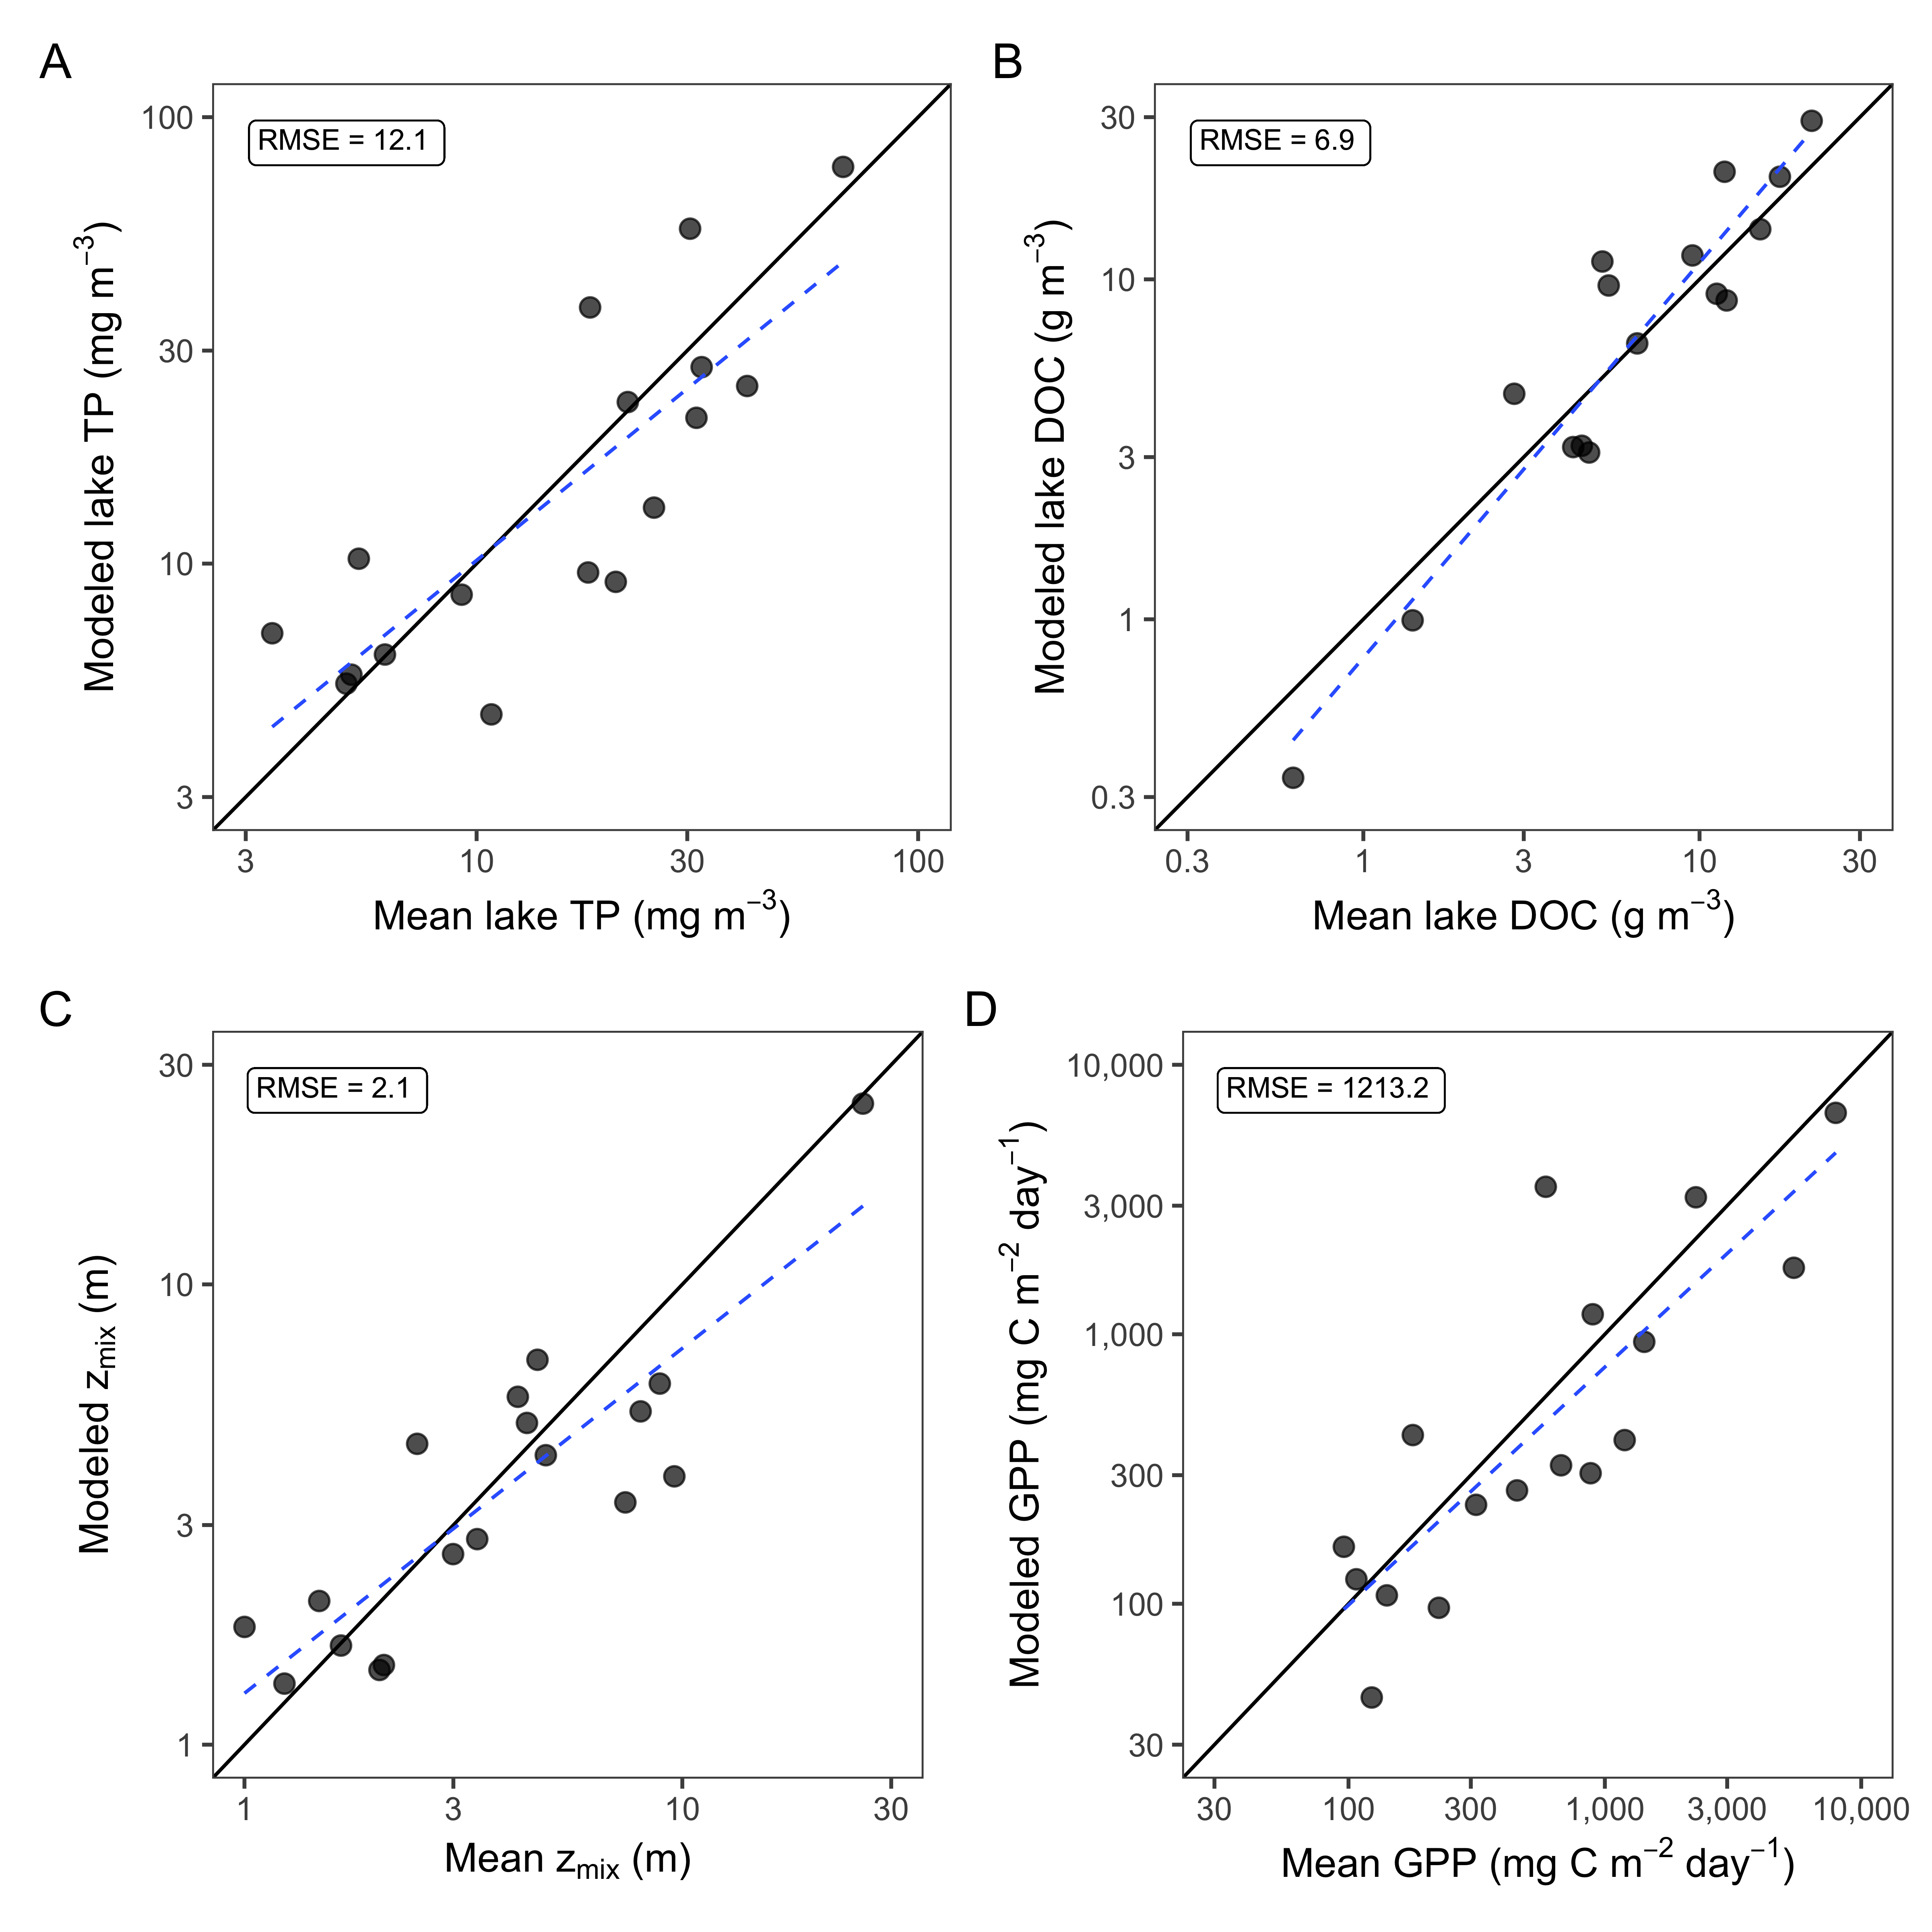 A
RMSE = 12.1
100
30
10
3
3 10 30 100
Modeled lake TP (mg m⁻³)
Mean lake TP (mg m⁻³)
B
RMSE = 6.9
30
10
3
1
0.3
0.3 1 3 10 30
Modeled lake DOC (g m⁻³)
Mean lake DOC (g m⁻³)
C
RMSE = 2.1
30
10
3
1
1 3 10 30
Modeled zmix (m)
Mean zmix (m)
D
RMSE = 1213.2
10,000
3,000
1,000
300
100
30
30 100 300 1,000 3,000 10,000
Modeled GPP (mg C m⁻² day⁻¹)
Mean GPP (mg C m⁻² day⁻¹)